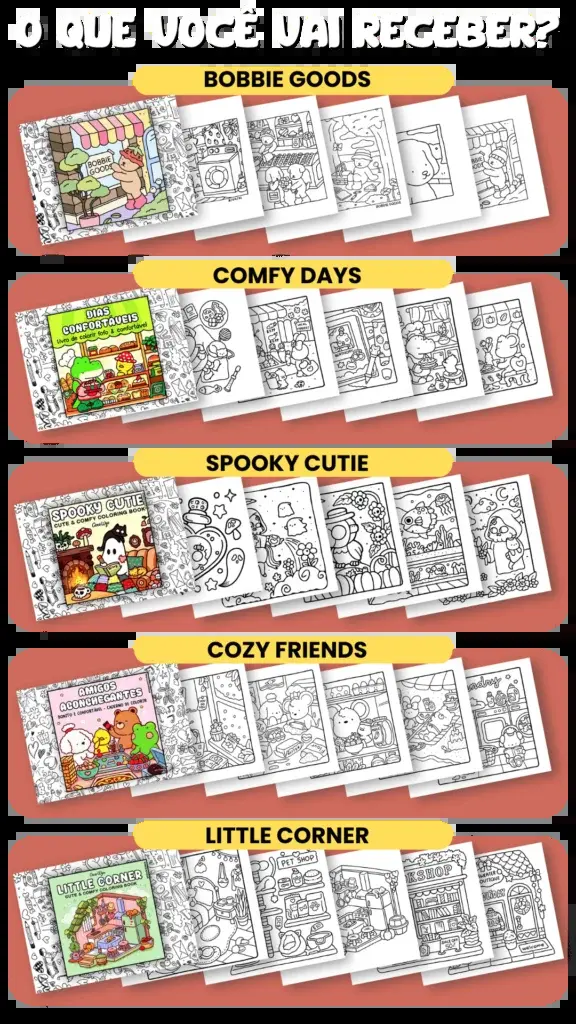 O QUE VOCÊ VAI RECEBER?
BOBBIE GOODS
BOBBIE
GOODS
COMFY DAYS
DIAS
CONFORTÁVEIS
Livro de colorir fofo & confortável
SPOOKY CUTIE
SPOOKY CUTIE
CUTE & COMFY COLORING BOOK
COZY FRIENDS
AMIGOS
ACONCHEGANTES
BONITO E CONFORTÁVEL - CADERNO DE COLORIR
LITTLE CORNER
LITTLE CORNER
CUTE & COMFY COLORING BOOK
PET SHOP
KSHOP